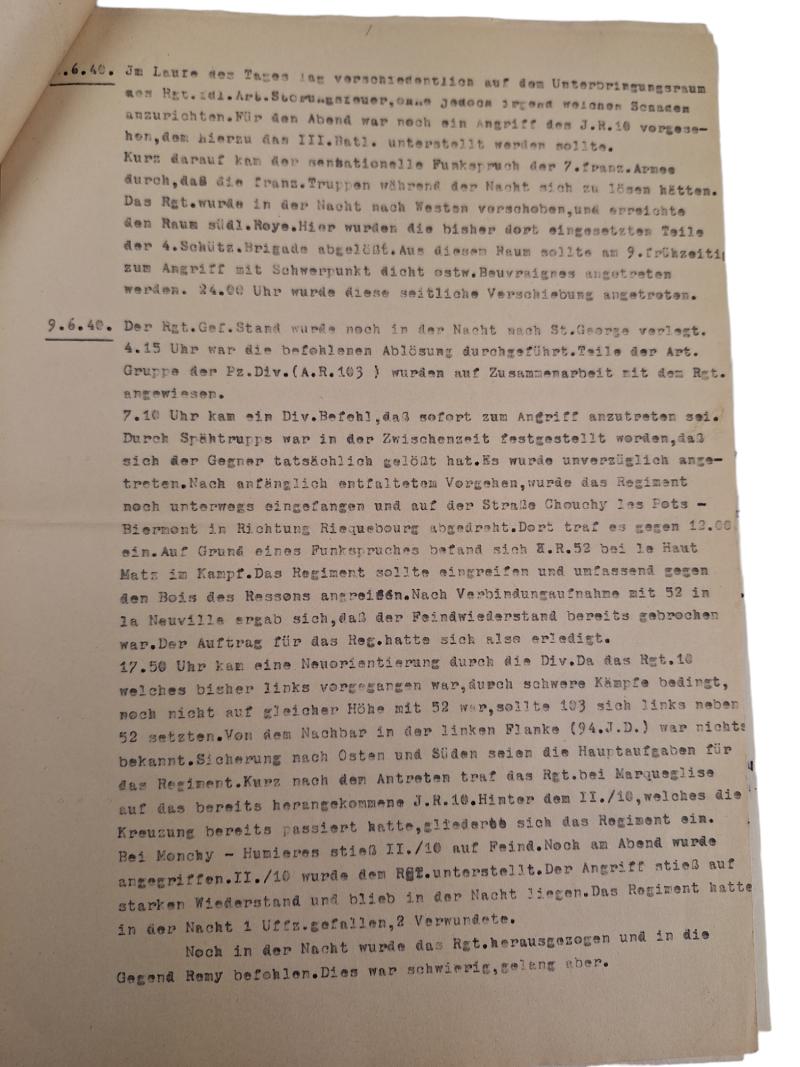 .6.40. Jm Laufe des Tages lag verschiedentlich auf dem Unterbringungsraum
des Rgt.fdl.Art.Störungsfeuer,ohne jedoch irgend welchen Schaden
anzurichten.Für den Abend war noch ein Angriff des J.R.10 vorgese-
hen,dem hierzu das III.Batl. unterstellt werden sollte.
Kurz darauf kam der sensationelle Funkspruch der 7.franz.Armee
durch,daß die franz.Truppen während der Nacht sich zu lösen hätten.
Das Rgt.wurde in der Nacht nach Westen verschoben,und erreichte
den Raum südl.Roye.Hier wurden die bisher dort eingesetzten Teile
der 4.Schütz.Brigade abgelößt.Aus diesem Raum sollte am 9.frühzeitig
zum Angriff mit Schwerpunkt dicht ostw.Beuvraignes angetreten
werden. 24.00 Uhr wurde diese seitliche Verschiebung angetreten.
9.6.40. Der Rgt.Gef.Stand wurde noch in der Nacht nach St.George verlegt.
4.15 Uhr war die befohlenen Ablösung durchgeführt.Teile der Art.
Gruppe der Pz.Div.(A.R.103 ) wurden auf Zusammenarbeit mit dem Rgt.
angewiesen.
7.10 Uhr kam ein Div.Befehl,daß sofort zum Angriff anzutreten sei.
Durch Spähtrupps war in der Zwischenzeit festgestellt worden,daß
sich der Gegner tatsächlich gelößt hat.Es wurde unverzüglich ange-
treten.Nach anfänglich entfaltetem Vorgehen,wurde das Regiment
noch unterwegs eingefangen und auf der Straße Chouchy les Pots -
Biermont in Richtung Riequebourg abgedreht.Dort traf es gegen 12.00
ein.Auf Grund eines Funkspruches befand sich J.R.52 bei le Haut
Matz im Kampf.Das Regiment sollte eingreifen und umfassend gegen
den Bois des Ressons angreifen.Nach Verbindungaufnahme mit 52 in
la Neuville ergab sich,daß der Feindwiederstand bereits gebrochen
war.Der Auftrag für das Reg.hatte sich alse erledigt.
17.50 Uhr kam eine Neuorientierung durch die Div.Da das Rgt.10
welches bisher links vorgegangen war,durch schwere Kämpfe bedingt,
noch nicht auf gleicher Höhe mit 52 war,sollte 103 sich links neben
52 setzten.Von dem Nachbar in der linken Flanke (94.J.D.) war nichts
bekannt.Sicherung nach Osten und Süden seien die Hauptaufgaben für
das Regiment.Kurz nach dem Antreten traf das Rgt.bei Marqueglise
auf das bereits herangekommene J.R.10.Hinter dem II./10,welches die
Kreuzung bereits passiert hatte,gliederte sich das Regiment ein.
Bei Monchy - Humieres stieß II./10 auf Feind.Noch am Abend wurde
angegriffen.II./10 wurde dem RGT.unterstellt.Der Angriff stieß auf
starken Wiederstand und blieb in der Nacht liegen.Das Regiment hatte
in der Nacht 1 Uffz.gefallen,2 Verwundete.
Noch in der Nacht wurde das Rgt.herausgezogen und in die
Gegend Remy befohlen.Dies war schwierig,gelang aber.